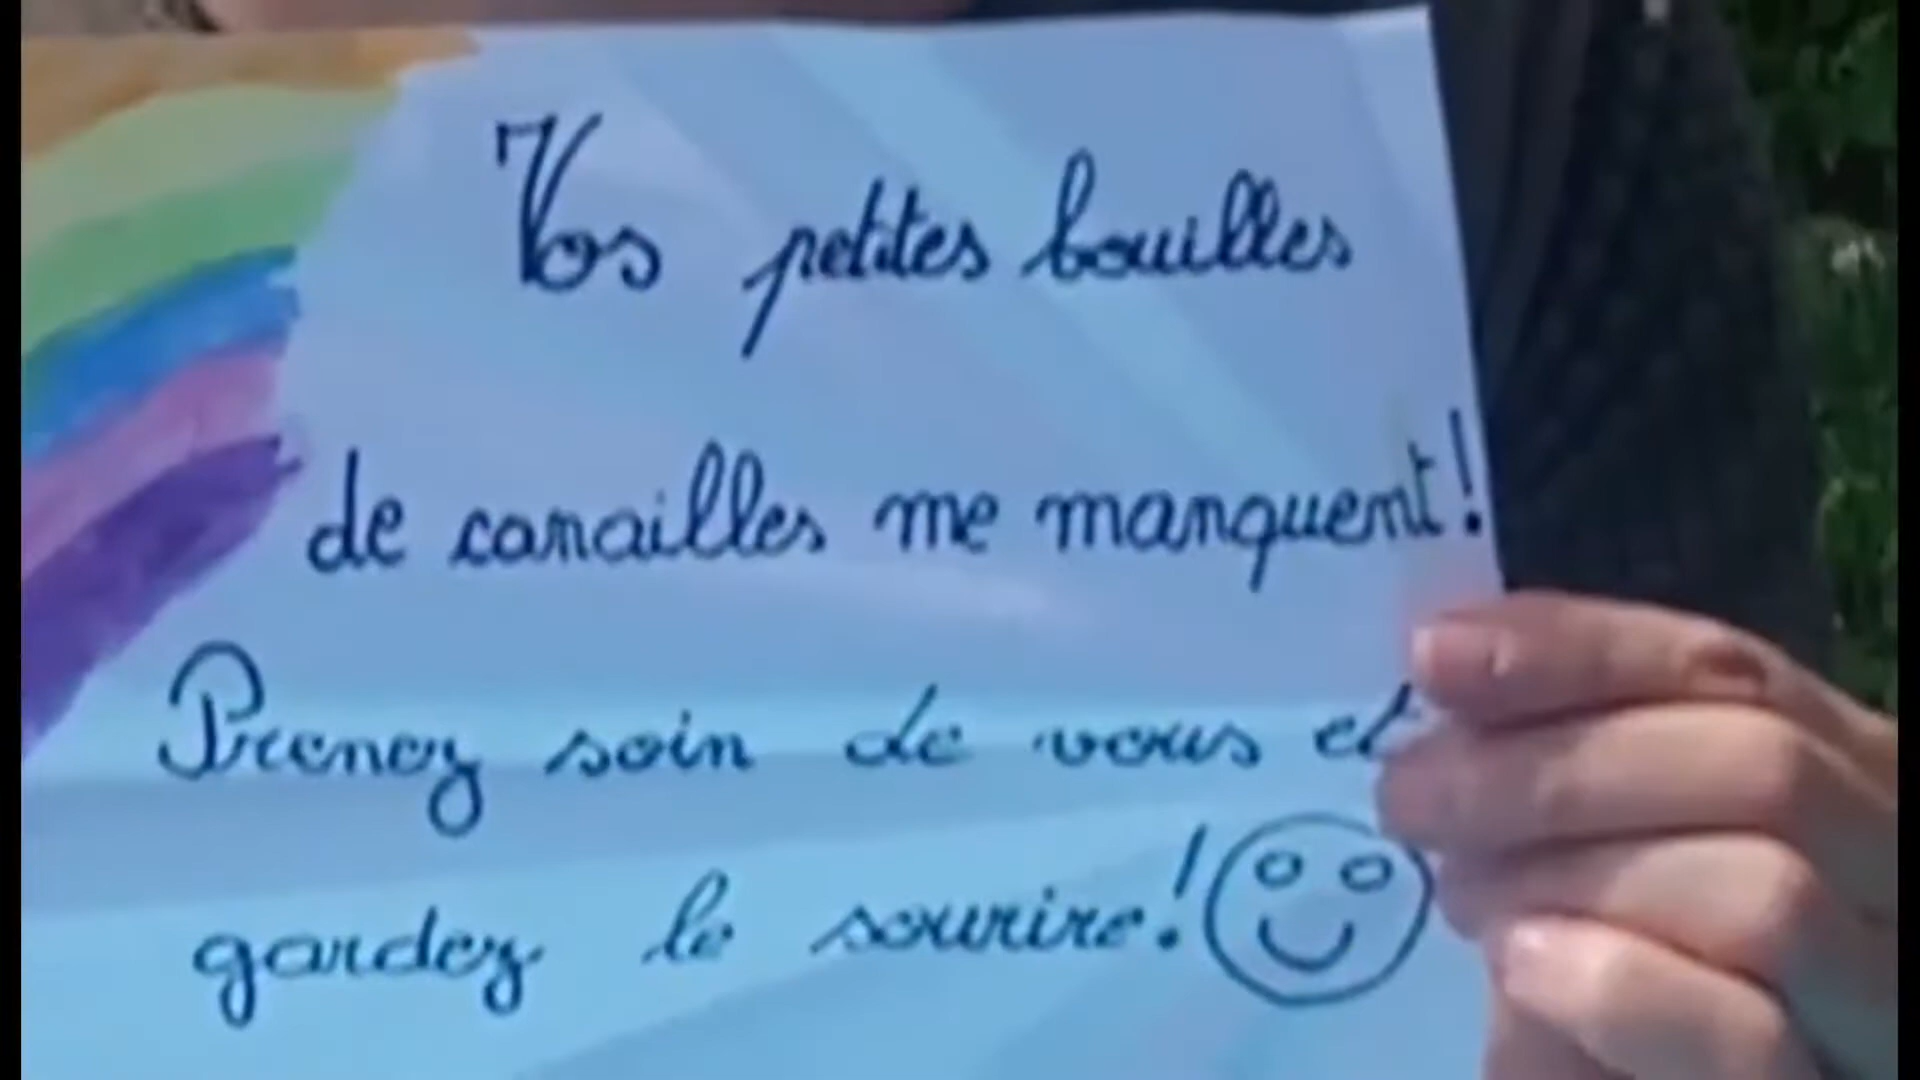 Vos petites bouilles
de canailles me manquent!
Prenez soin de vous et
gardez le sourire!